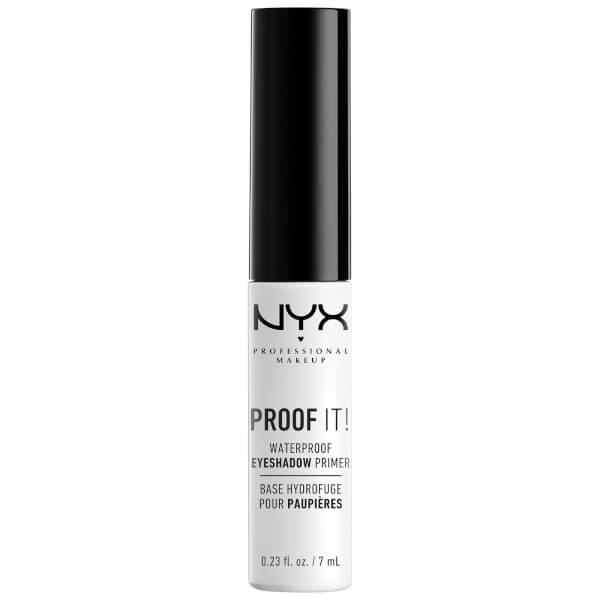 NYX
PROFESSIONAL
MAKEUP
PROOF IT!
WATERPROOF
EYESHADOW PRIMER
BASE HYDROFUGE
POUR PAUPIÈRES
0.23 fl. oz. / 7 mL